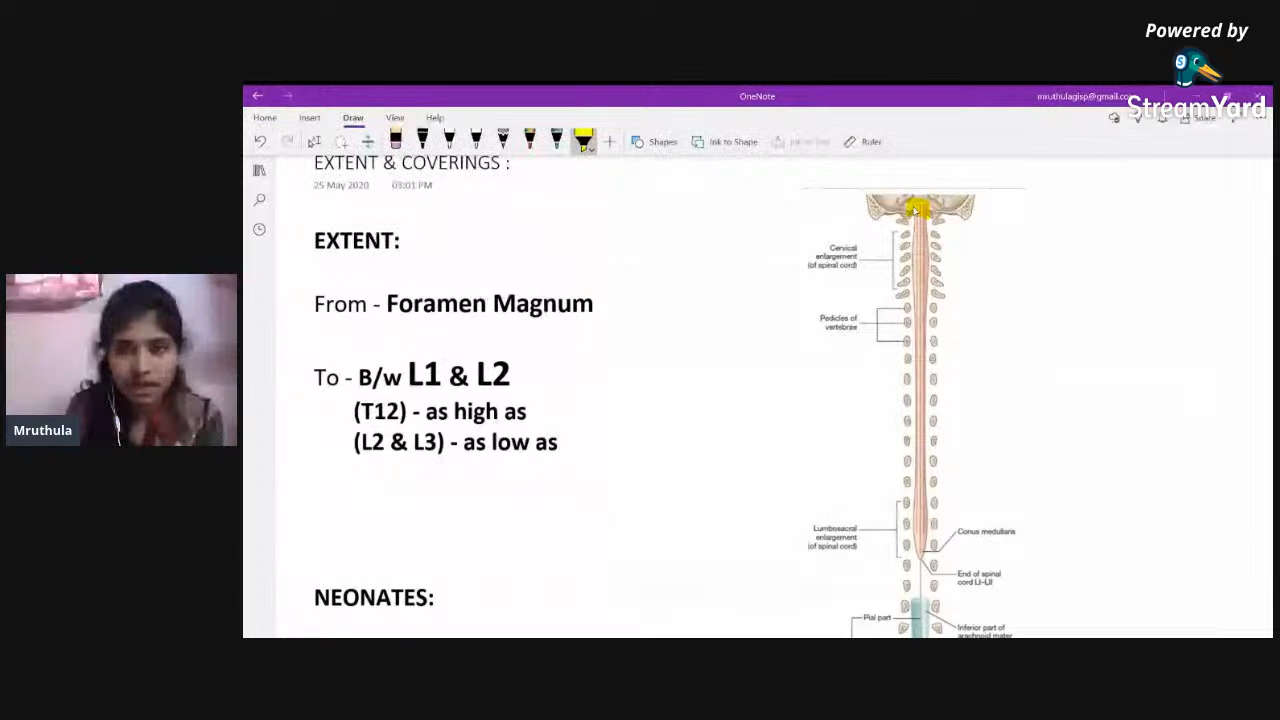 Powered by
StreamYard
OneNote
Home Insert Draw View Help
Shapes Ink to Shape Ruler
EXTENT & COVERINGS :
25 May 2020 03:01 PM
EXTENT:
From - Foramen Magnum
To - B/w L1 & L2
(T12) - as high as
(L2 & L3) - as low as
NEONATES:
Cervical
enlargement
(of spinal cord)
Pedicles of
vertebrae
Lumbosacral
enlargement
(of spinal cord)
Conus medullaris
End of spinal
cord LI–LII
Pial part
Inferior part of
arachnoid mater
Mruthula